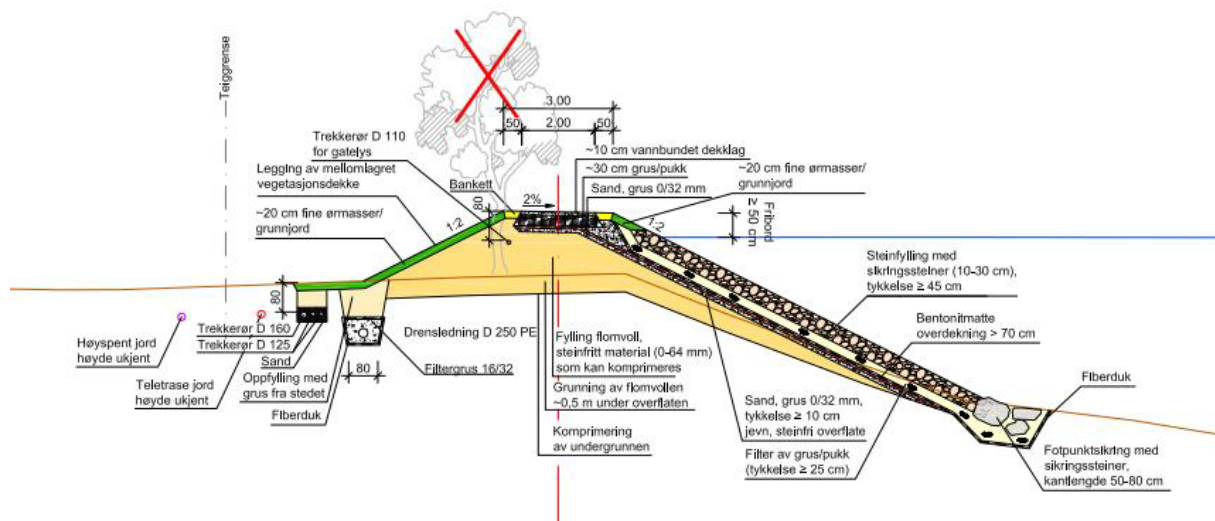 Teiggrense
3.00
50
2.00
50
Trekkerør D 110
for gatelys
Legging av mellomlagret
vegetasjonsdekke
~20 cm fine ørmasser/
grunnjord
Bankett
2%
80
1:2
~10 cm vannbundet dekklag
~30 cm grus/pukk
Sand, grus 0/32 mm
~20 cm fine ørmasser/
grunnjord
1:2
Fribord
≥ 50 cm
Steinfylling med
sikringssteiner (10-30 cm),
tykkelse ≥ 45 cm
Bentonitmatte
overdekning > 70 cm
Fiberduk
80
Høyspent jord
høyde ukjent
Trekkerør D 160
Trekkerør D 125
Sand
Teletrase jord
høyde ukjent
Oppfylling med
grus fra stedet
Fiberduk
80
Drensledning D 250 PE
Filtergrus 16/32
Fylling flomvoll,
steinfritt material (0-64 mm)
som kan komprimeres
Grunning av flomvollen
~0,5 m under overflaten
Komprimering
av undergrunnen
Sand, grus 0/32 mm,
tykkelse ≥ 10 cm
jevn, steinfri overflate
Filter av grus/pukk
(tykkelse ≥ 25 cm)
Fotpunktsikring med
sikringssteiner,
kantlengde 50-80 cm